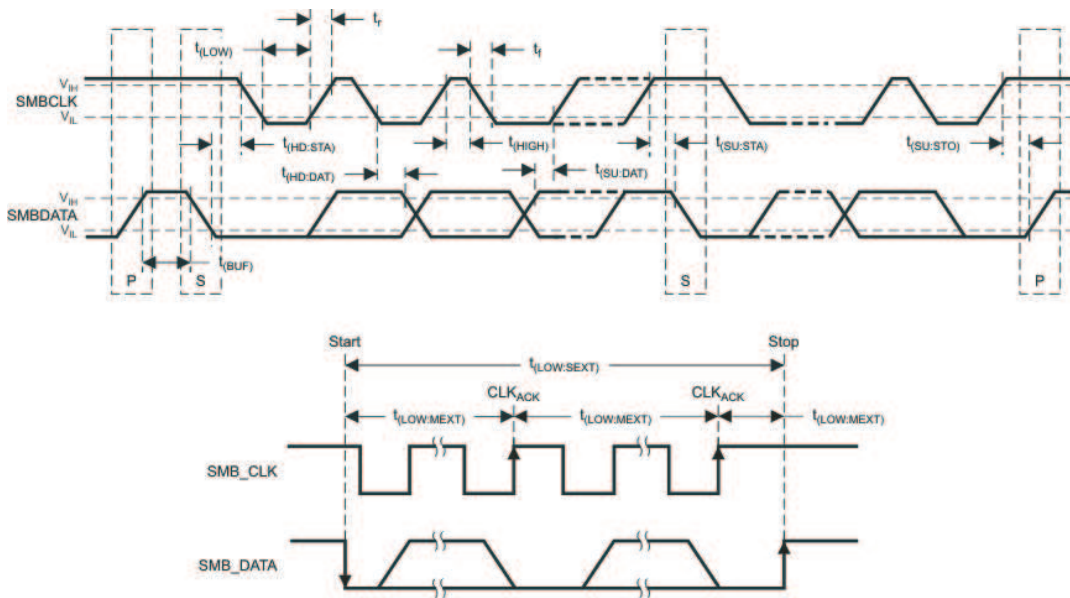 tr
t(LOW)
tf
VIH
SMBCLK
VIL
t(HD:STA)
t(HIGH)
t(SU:STA)
t(SU:STO)
t(HD:DAT)
t(SU:DAT)
VIH
SMBDATA
VIL
t(BUF)
P
S
S
P
Start
Stop
t(LOW:SEXT)
CLKACK
CLKACK
t(LOW:MEXT)
t(LOW:MEXT)
t(LOW:MEXT)
SMB_CLK
SMB_DATA